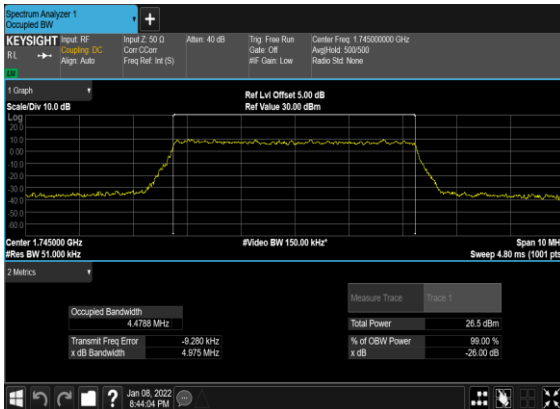 Spectrum Analyzer 1
Occupied BW
KEYSIGHT Input: RF Input Z: 50 Ω Atten: 40 dB Trig: Free Run Center Freq: 1.745000000 GHz
RL Coupling: DC Corr CCorr Gate: Off Avg|Hold: 500/500
Align: Auto Freq Ref: Int (S) #IF Gain: Low Radio Std: None
1 Graph
Ref Lvl Offset 5.00 dB
Scale/Div 10.0 dB Ref Value 30.00 dBm
Log
20.0
10.0
0.00
-10.0
-20.0
-30.0
-40.0
-50.0
-60.0
Center 1.745000 GHz #Video BW 150.00 kHz* Span 10 MH
#Res BW 51.000 kHz Sweep 4.80 ms (1001 pts
2 Metrics
Measure Trace Trace 1
Occupied Bandwidth
4.4788 MHz Total Power 26.5 dBm
Transmit Freq Error -9.280 kHz % of OBW Power 99.00 %
x dB Bandwidth 4.975 MHz x dB -26.00 dB
? Jan 08, 2022
8:44:04 PM